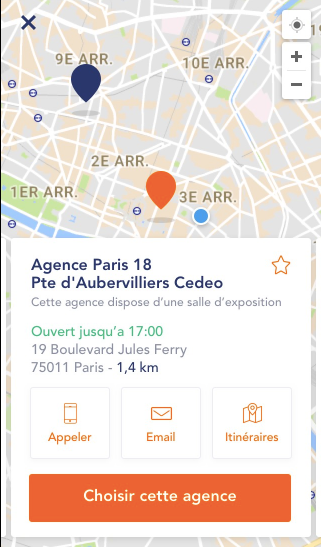 9E ARR.
10E ARR.
2E ARR.
1ER ARR.
3E ARR.
Agence Paris 18
Pte d'Aubervilliers Cedeo
Cette agence dispose d'une salle d'exposition
Ouvert jusqu'a 17:00
19 Boulevard Jules Ferry
75011 Paris - 1,4 km
Appeler
Email
Itinéraires
Choisir cette agence